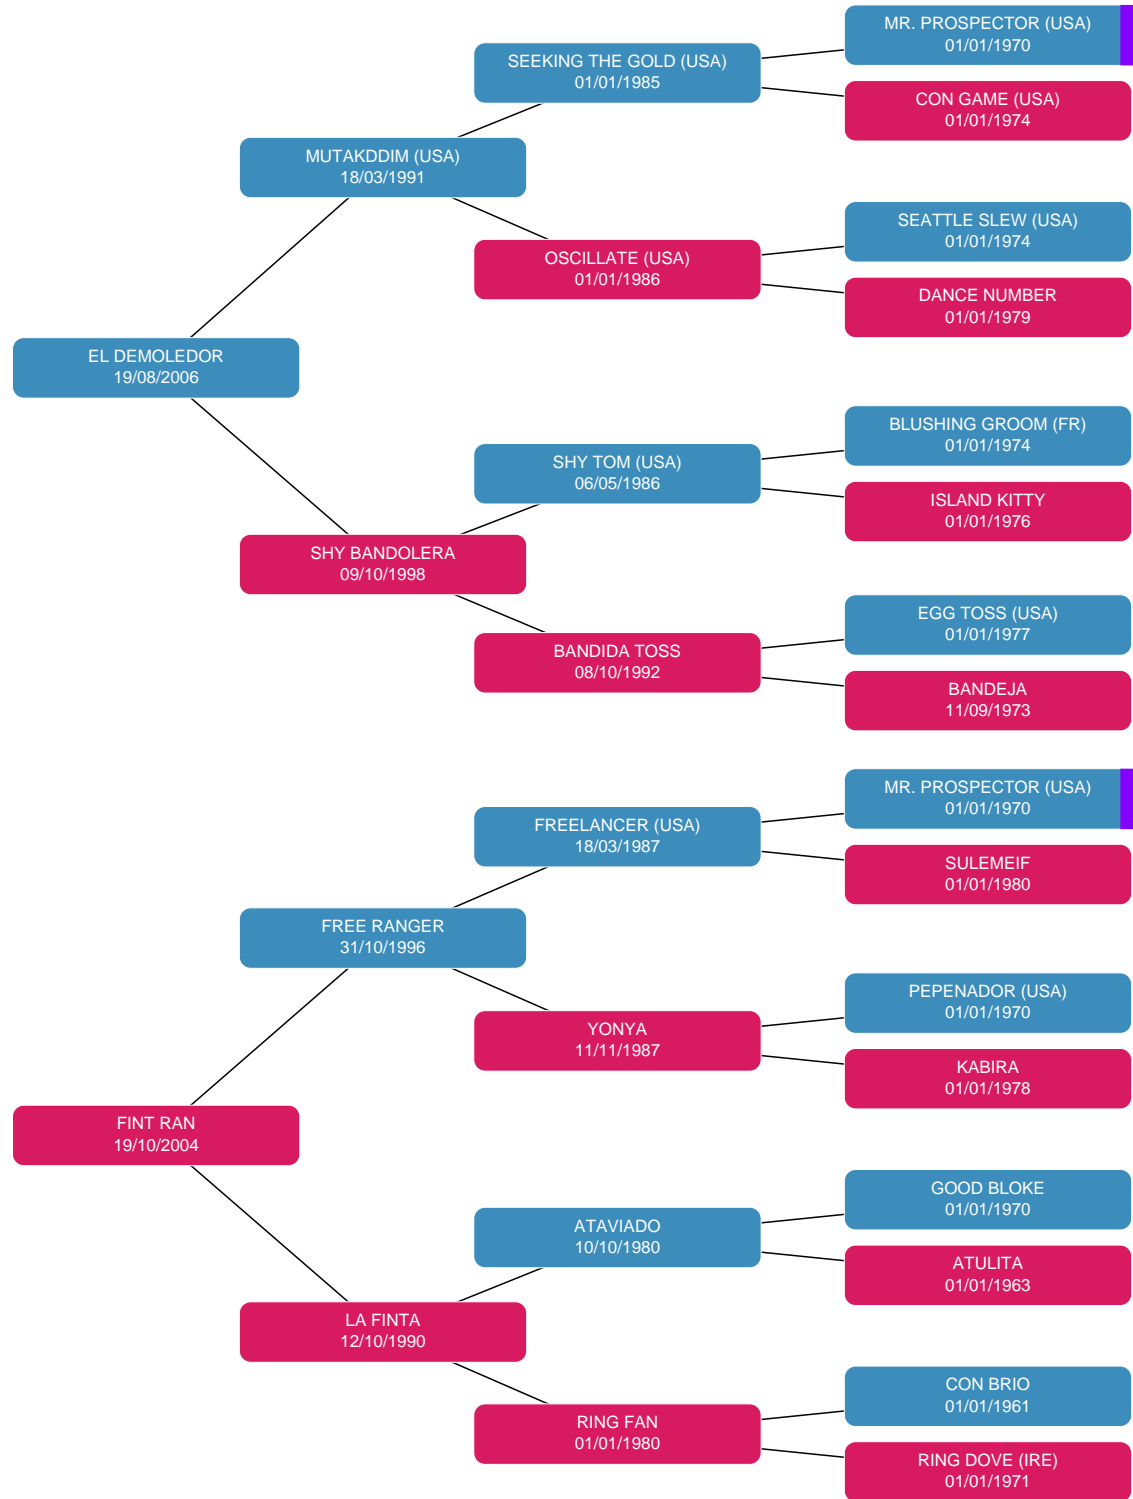 MR. PROSPECTOR (USA)
01/01/1970
SEEKING THE GOLD (USA)
01/01/1985
CON GAME (USA)
01/01/1974
MUTAKDDIM (USA)
18/03/1991
SEATTLE SLEW (USA)
01/01/1974
OSCILLATE (USA)
01/01/1986
DANCE NUMBER
01/01/1979
EL DEMOLEDOR
19/08/2006
BLUSHING GROOM (FR)
01/01/1974
SHY TOM (USA)
06/05/1986
ISLAND KITTY
01/01/1976
SHY BANDOLERA
09/10/1998
EGG TOSS (USA)
01/01/1977
BANDIDA TOSS
08/10/1992
BANDEJA
11/09/1973
MR. PROSPECTOR (USA)
01/01/1970
FREELANCER (USA)
18/03/1987
SULEMEIF
01/01/1980
FREE RANGER
31/10/1996
PEPENADOR (USA)
01/01/1970
YONYA
11/11/1987
KABIRA
01/01/1978
FINT RAN
19/10/2004
GOOD BLOKE
01/01/1970
ATAVIADO
10/10/1980
ATULITA
01/01/1963
LA FINTA
12/10/1990
CON BRIO
01/01/1961
RING FAN
01/01/1980
RING DOVE (IRE)
01/01/1971